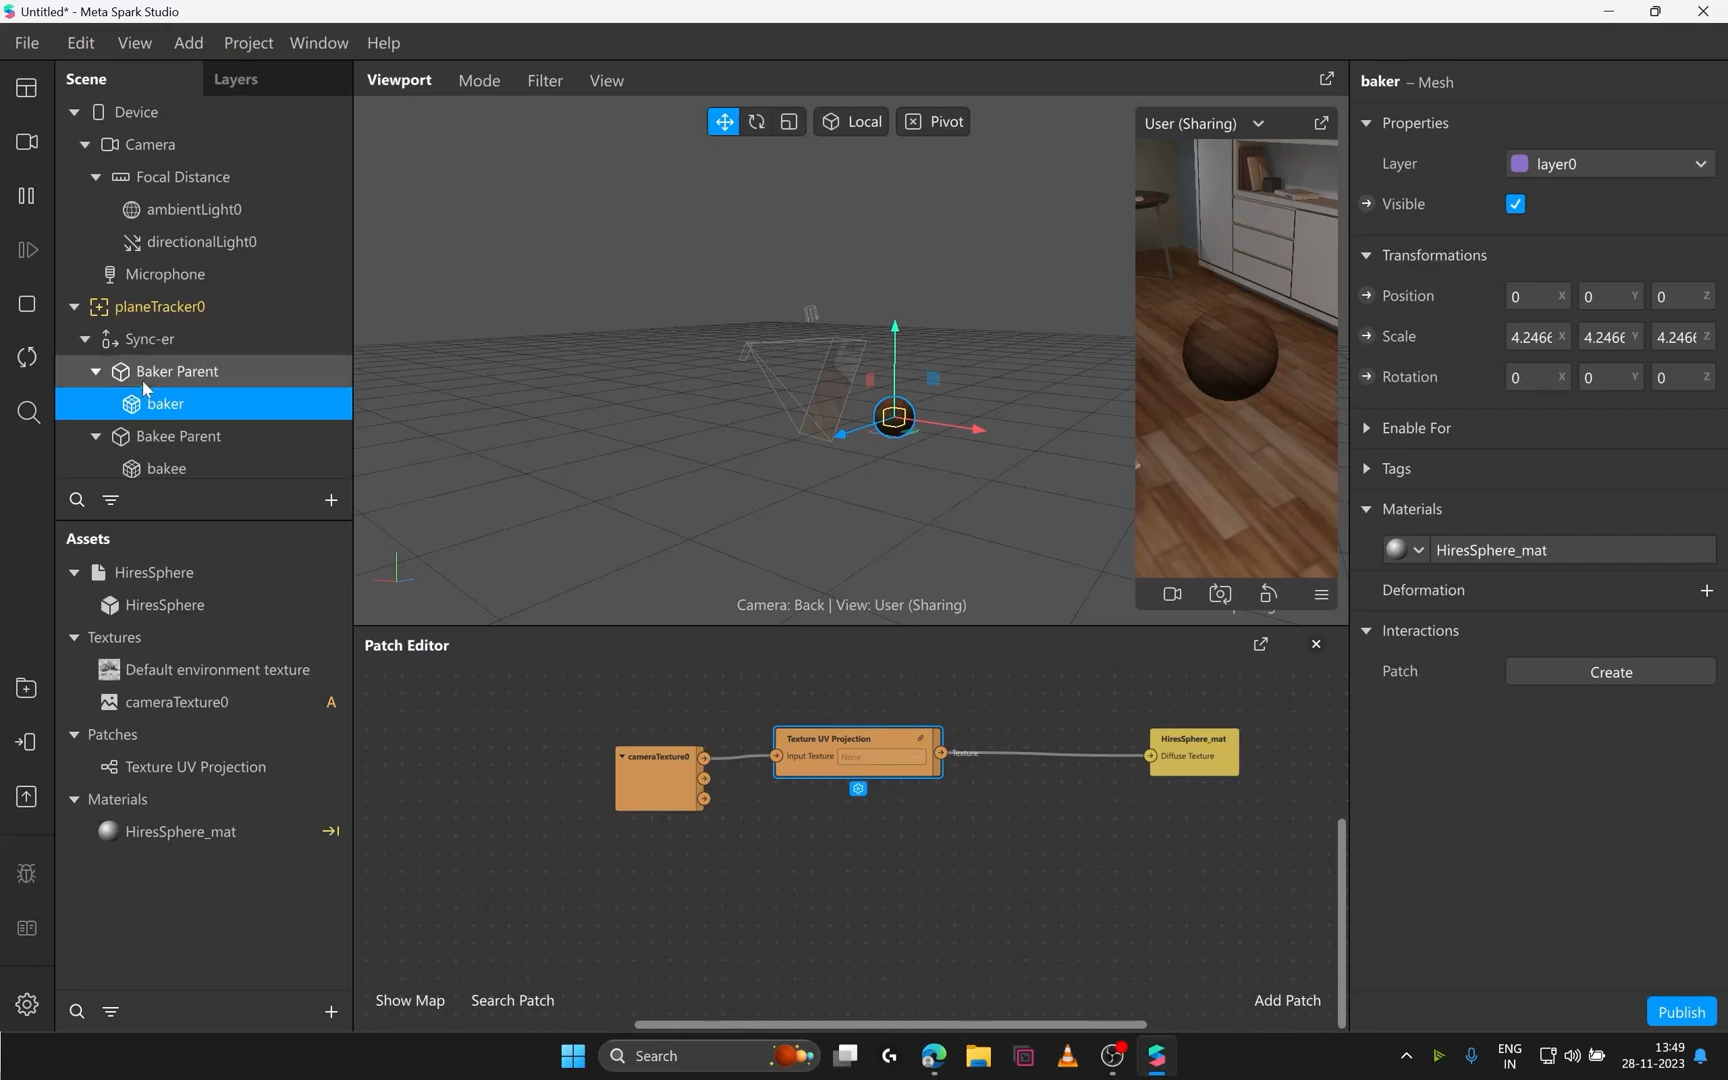 Untitled* - Meta Spark Studio
File Edit View Add Project Window Help
Scene Layers
Device
Camera
Focal Distance
ambientLight0
directionalLight0
Microphone
planeTracker0
Sync-er
Baker Parent
baker
Bakee Parent
bakee
Assets
HiresSphere
HiresSphere
Textures
Default environment texture
cameraTexture0 A
Patches
Texture UV Projection
Materials
HiresSphere_mat
Viewport Mode Filter View
Local Pivot
User (Sharing)
Camera: Back | View: User (Sharing)
Patch Editor
cameraTexture0
Texture UV Projection
Input Texture None
Texture
HiresSphere_mat
Diffuse Texture
Show Map Search Patch Add Patch
baker – Mesh
Properties
Layer layer0
Visible
Transformations
Position 0 X 0 Y 0 Z
Scale 4.2466 X 4.2466 Y 4.2466 Z
Rotation 0 X 0 Y 0 Z
Enable For
Tags
Materials
HiresSphere_mat
Deformation
Interactions
Patch Create
Publish
Search
ENG
IN
13:49
28-11-2023